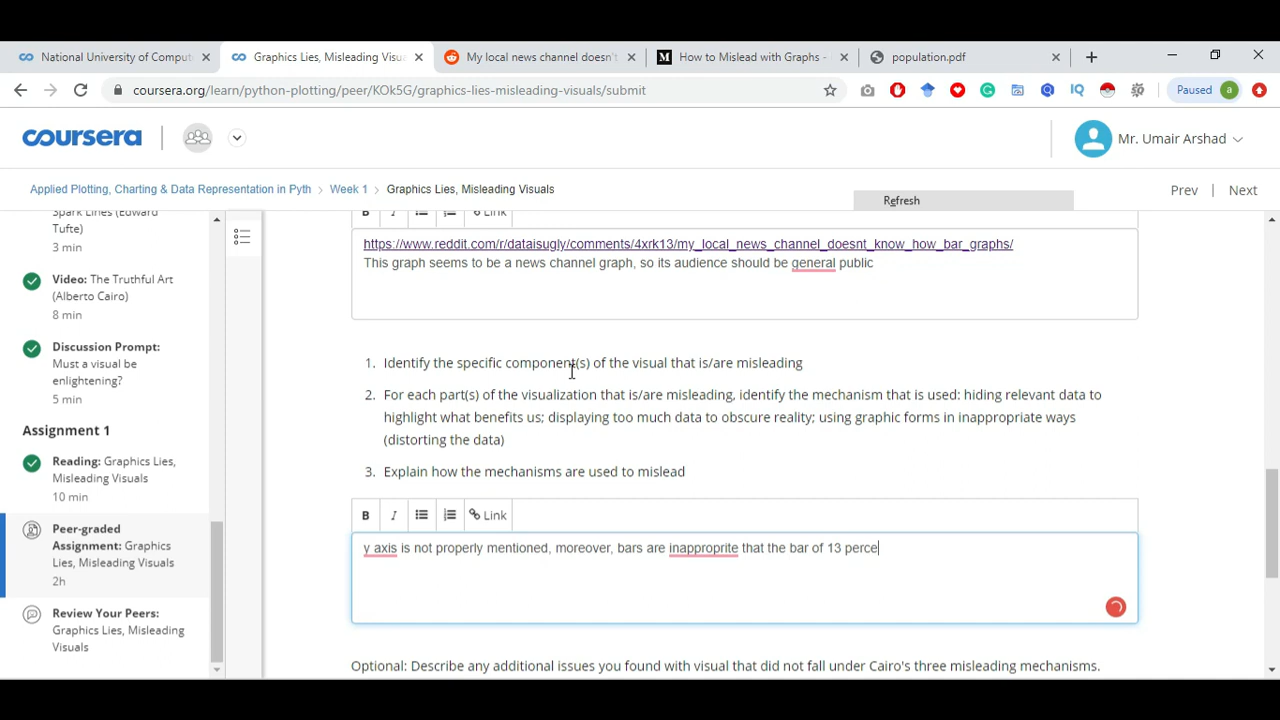 National University of Compute
Graphics Lies, Misleading Visua
My local news channel doesn't
How to Mislead with Graphs -
population.pdf
coursera.org/learn/python-plotting/peer/KOk5G/graphics-lies-misleading-visuals/submit
Paused
a
coursera
Mr. Umair Arshad
Applied Plotting, Charting & Data Representation in Pyth
Week 1
Graphics Lies, Misleading Visuals
Refresh
Prev
Next
Spark Lines (Edward
Tufte)
3 min
Video: The Truthful Art
(Alberto Cairo)
8 min
Discussion Prompt:
Must a visual be
enlightening?
5 min
Assignment 1
Reading: Graphics Lies,
Misleading Visuals
10 min
Peer-graded
Assignment: Graphics
Lies, Misleading Visuals
2h
Review Your Peers:
Graphics Lies, Misleading
Visuals
B I Link
https://www.reddit.com/r/dataisugly/comments/4xrk13/my_local_news_channel_doesnt_know_how_bar_graphs/
This graph seems to be a news channel graph, so its audience should be general public
1. Identify the specific component(s) of the visual that is/are misleading
2. For each part(s) of the visualization that is/are misleading, identify the mechanism that is used: hiding relevant data to
highlight what benefits us; displaying too much data to obscure reality; using graphic forms in inappropriate ways
(distorting the data)
3. Explain how the mechanisms are used to mislead
B I Link
y axis is not properly mentioned, moreover, bars are inapproprite that the bar of 13 perce
Optional: Describe any additional issues you found with visual that did not fall under Cairo's three misleading mechanisms.